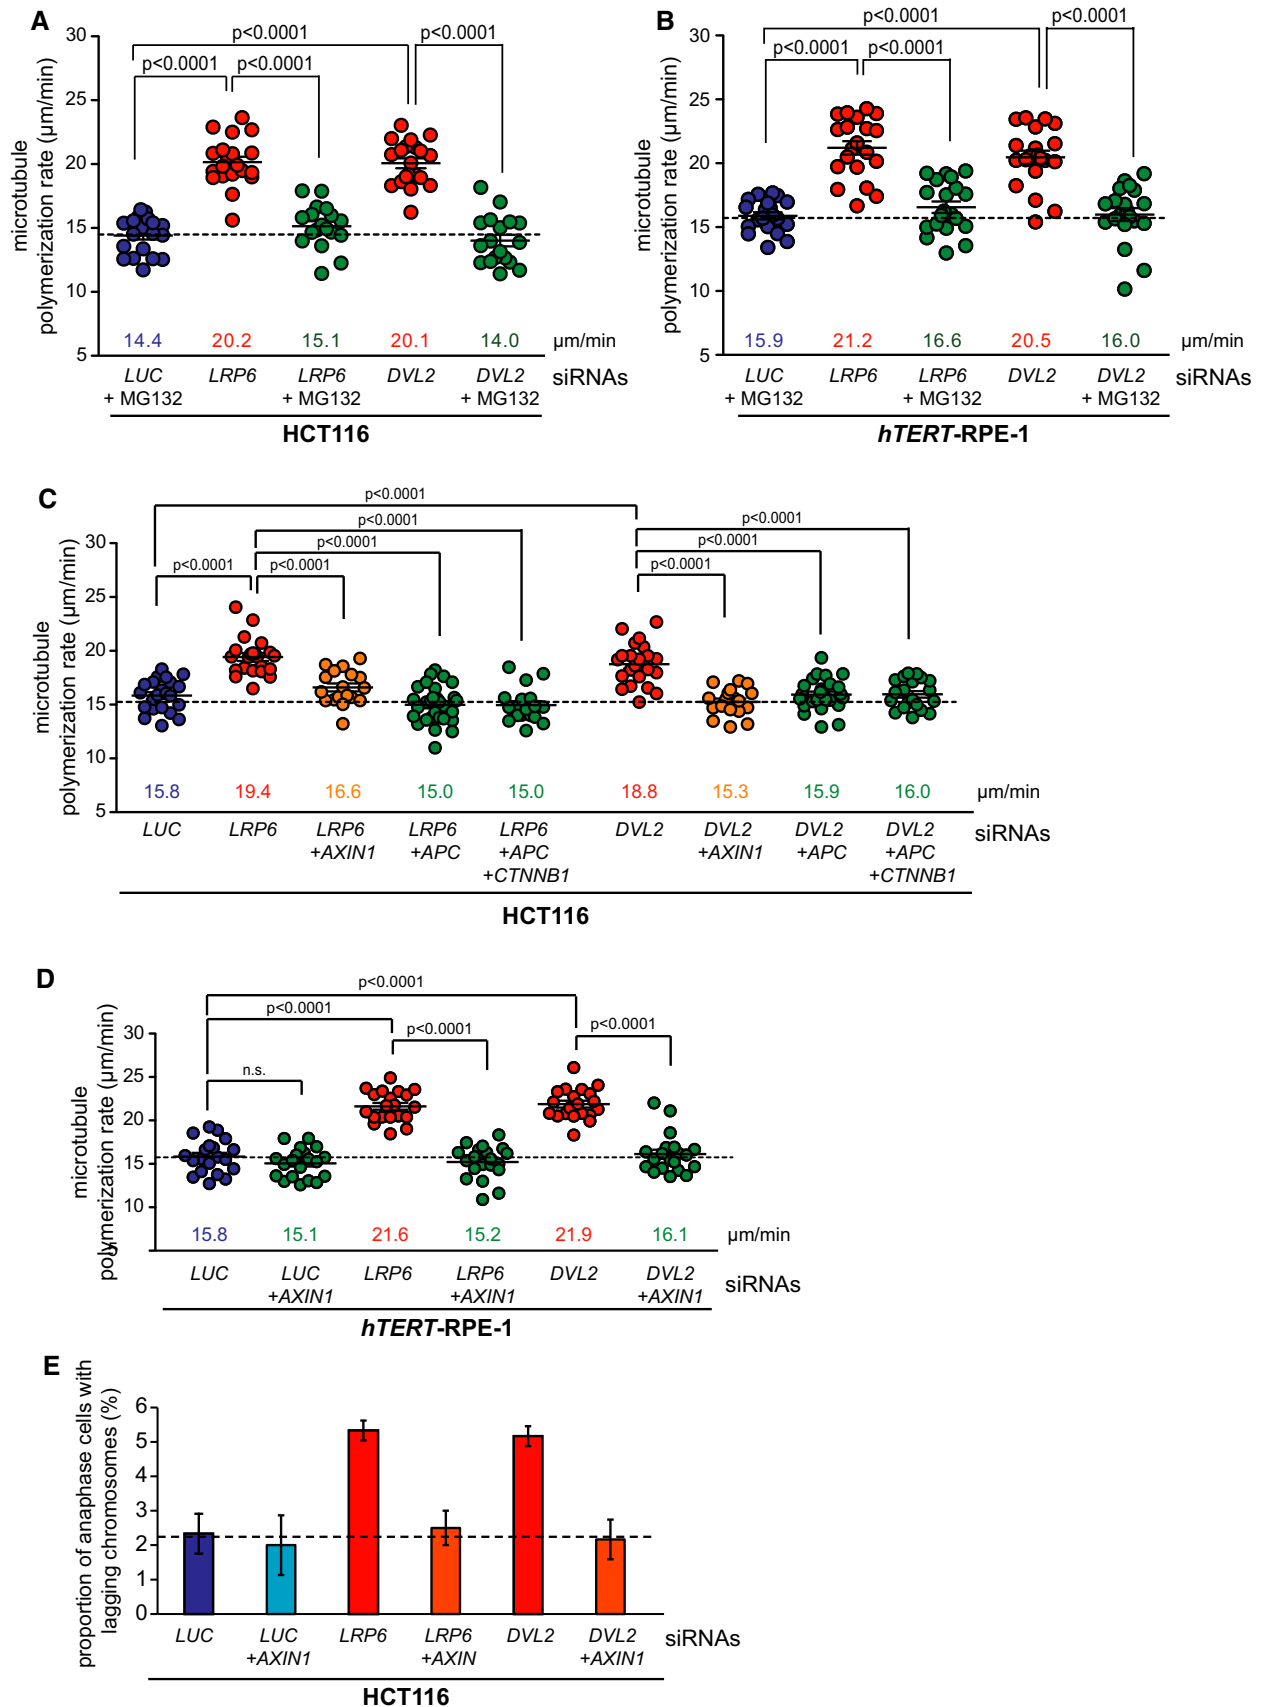 A
microtubule
polymerization rate (µm/min)
30
25
20
15
10
5
p<0.0001
p<0.0001
p<0.0001
p<0.0001
14.4 20.2 15.1 20.1 14.0 µm/min
LUC LRP6 LRP6 DVL2 DVL2 siRNAs
+ MG132 + MG132 + MG132
HCT116
B
microtubule
polymerization rate (µm/min)
30
25
20
15
10
5
p<0.0001
p<0.0001
p<0.0001
p<0.0001
15.9 21.2 16.6 20.5 16.0 µm/min
LUC LRP6 LRP6 DVL2 DVL2 siRNAs
+ MG132 + MG132 + MG132
hTERT-RPE-1
C
microtubule
polymerization rate (µm/min)
30
25
20
15
10
5
p<0.0001
p<0.0001
p<0.0001
p<0.0001
p<0.0001
p<0.0001
p<0.0001
p<0.0001
15.8 19.4 16.6 15.0 15.0 18.8 15.3 15.9 16.0 µm/min
LUC LRP6 LRP6 LRP6 LRP6 DVL2 DVL2 DVL2 DVL2 siRNAs
+AXIN1 +APC +APC +AXIN1 +APC +APC
+CTNNB1 +CTNNB1
HCT116
D
microtubule
polymerization rate (µm/min)
30
25
20
15
10
5
p<0.0001
p<0.0001
p<0.0001
p<0.0001
n.s.
15.8 15.1 21.6 15.2 21.9 16.1 µm/min
LUC LUC LRP6 LRP6 DVL2 DVL2 siRNAs
+AXIN1 +AXIN1 +AXIN1
hTERT-RPE-1
E
proportion of anaphase cells with
lagging chromosomes (%)
6
5
4
3
2
1
0
LUC LUC LRP6 LRP6 DVL2 DVL2 siRNAs
+AXIN1 +AXIN +AXIN1
HCT116